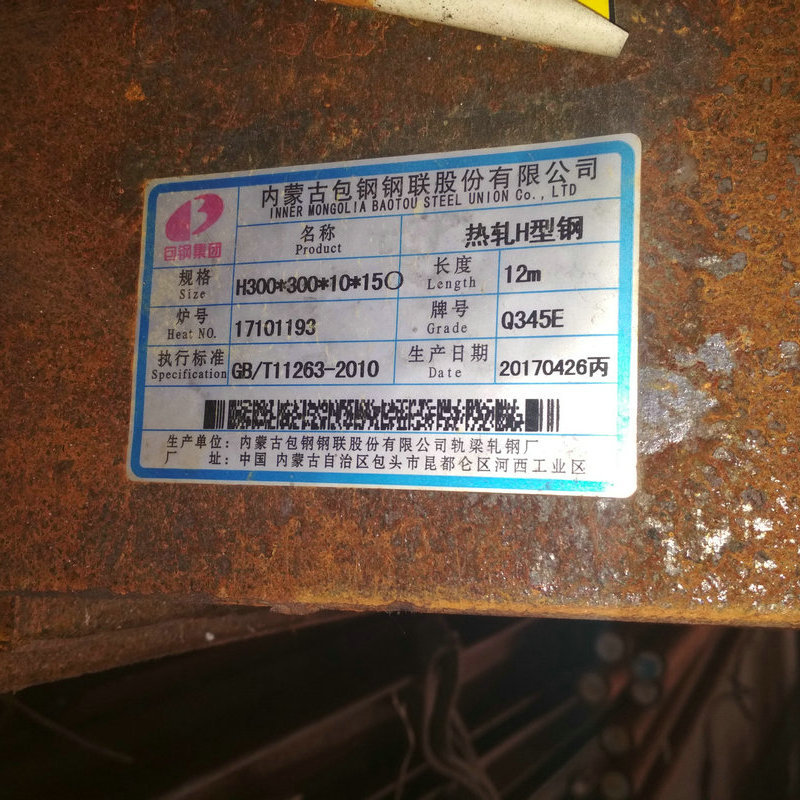 内蒙古包钢钢联股份有限公司
INNER MONGOLIA BAOTOU STEEL UNION Co.,LTD
包钢集团
名称 热轧H型钢
Product
规格 H300*300*10*15○ 长度 12m
Size Length
炉号 17101193 牌号 Q345E
Heat NO. Grade
执行标准 GB/T11263-2010 生产日期 20170426丙
Specification Date
生产单位：内蒙古包钢钢联股份有限公司轨梁轧钢厂
厂 址：中国 内蒙古自治区包头市昆都仑区河西工业区